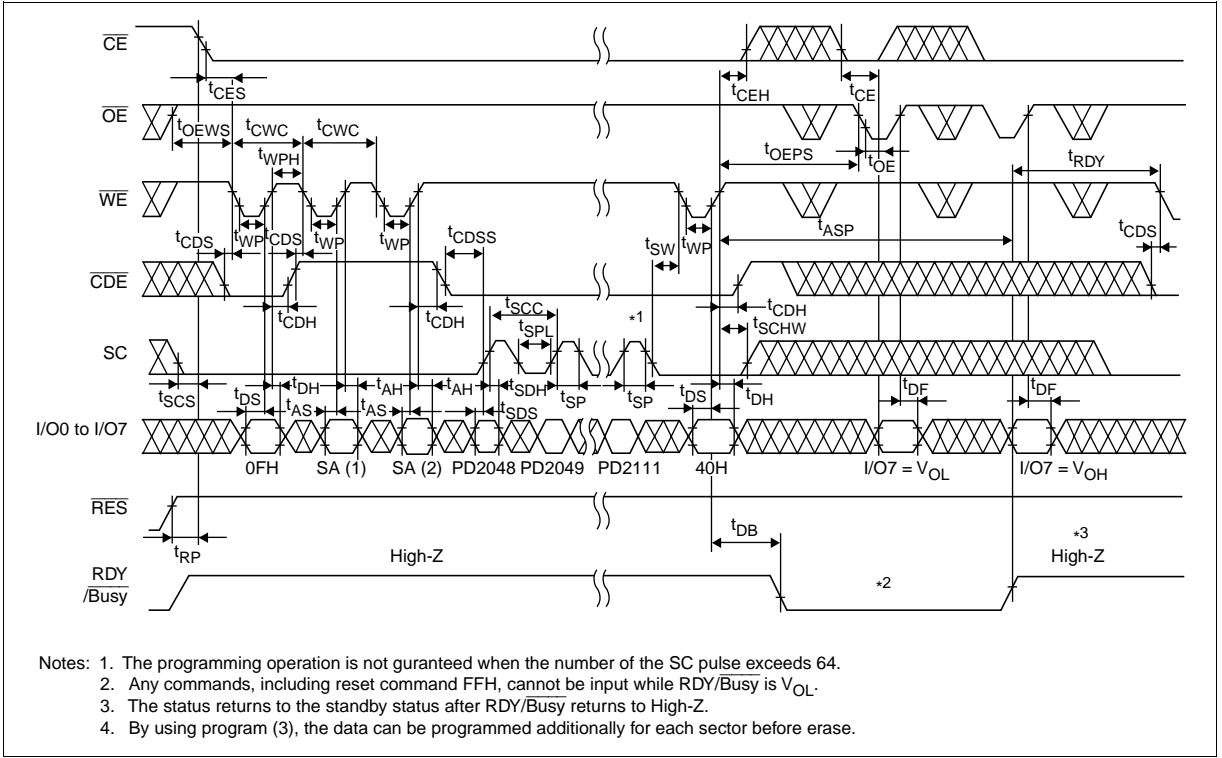 CE
tCES
tCEH
tCE
OE
tOEWS
tCWC
tCWC
tWPH
tOEPS
tOE
tRDY
WE
tCDS
tWP
tCDS
tWP
tWP
tCDSS
tSW
tWP
tASP
tCDS
CDE
tCDH
tCDH
tSCC
tSPL
*1
tCDH
tSCHW
SC
tSCS
tDS
tDH
tAS
tAH
tAS
tAH
tSDH
tSDS
tSP
tSP
tDS
tDH
tDF
tDF
I/O0 to I/O7
0FH
SA (1)
SA (2)
PD2048
PD2049
PD2111
40H
I/O7 = VOL
I/O7 = VOH
RES
tRP
High-Z
tDB
*3
High-Z
RDY
/Busy
*2
Notes: 1. The programming operation is not guranteed when the number of the SC pulse exceeds 64.
2. Any commands, including reset command FFH, cannot be input while RDY/Busy is VOL.
3. The status returns to the standby status after RDY/Busy returns to High-Z.
4. By using program (3), the data can be programmed additionally for each sector before erase.